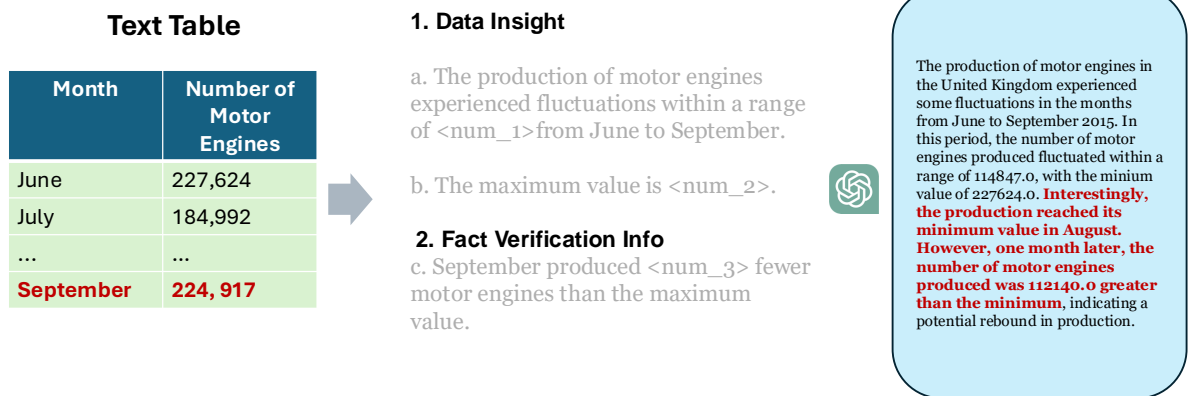 Text Table
Month Number of
Motor
Engines
June 227,624
July 184,992
... ...
September 224, 917
1. Data Insight
a. The production of motor engines
experienced fluctuations within a range
of <num_1>from June to September.
b. The maximum value is <num_2>.
2. Fact Verification Info
c. September produced <num_3> fewer
motor engines than the maximum
value.
The production of motor engines in
the United Kingdom experienced
some fluctuations in the months
from June to September 2015. In
this period, the number of motor
engines produced fluctuated within a
range of 114847.0, with the minium
value of 227624.0. Interestingly,
the production reached its
minimum value in August.
However, one month later, the
number of motor engines
produced was 112140.0 greater
than the minimum, indicating a
potential rebound in production.